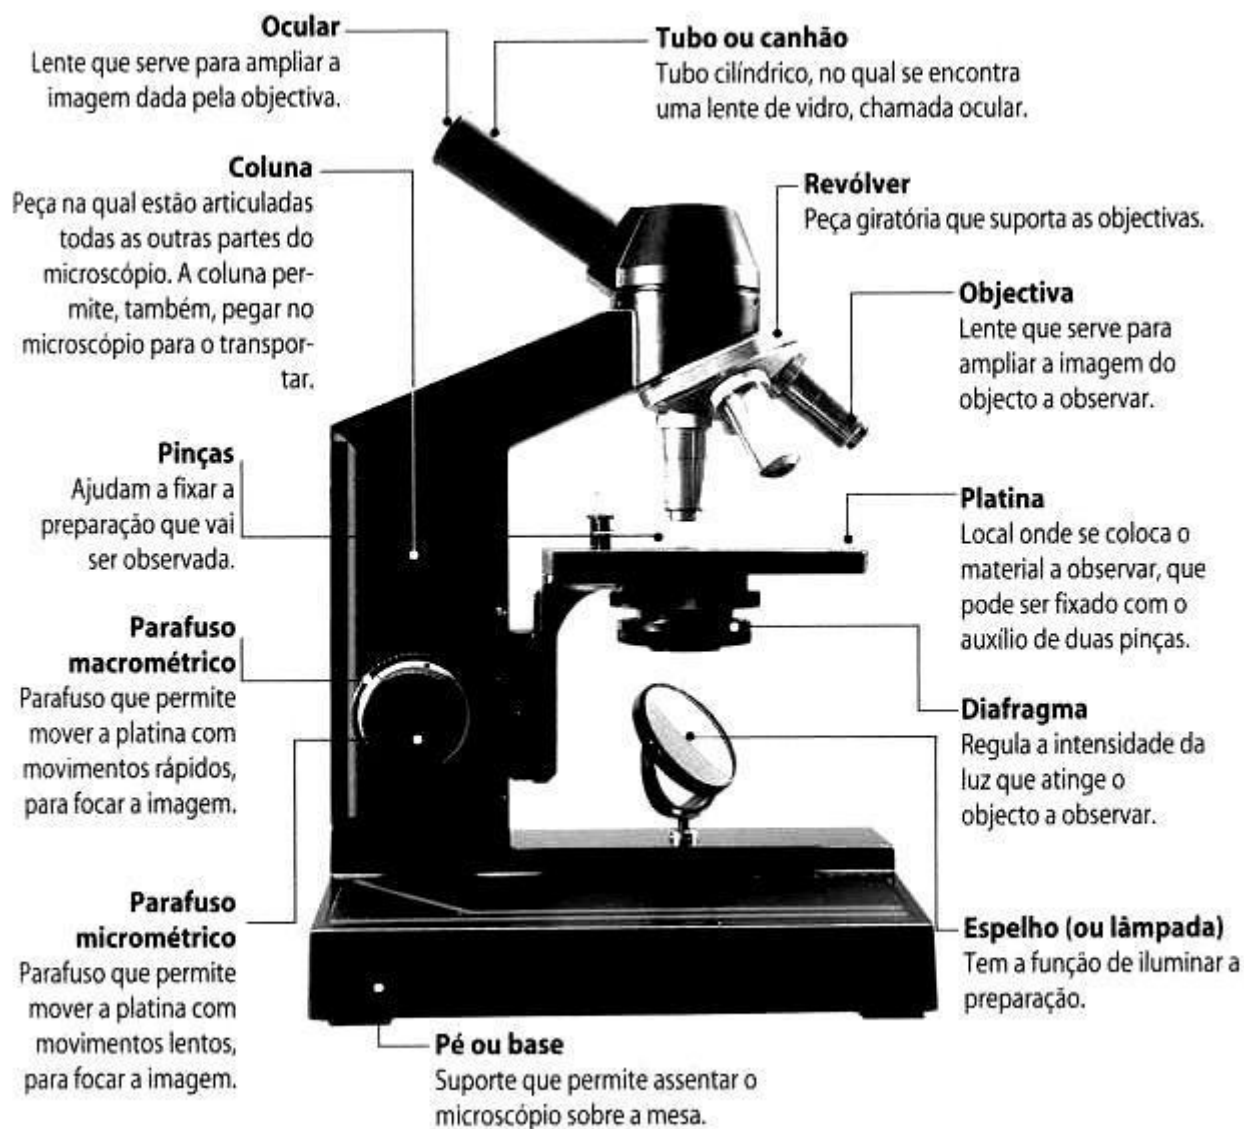 Ocular
Lente que serve para ampliar a
imagem dada pela objectiva.
Tubo ou canhão
Tubo cilíndrico, no qual se encontra
uma lente de vidro, chamada ocular.
Coluna
Peça na qual estão articuladas
todas as outras partes do
microscópio. A coluna per-
mite, também, pegar no
microscópio para o transpor-
tar.
Revólver
Peça giratória que suporta as objectivas.
Objectiva
Lente que serve para
ampliar a imagem do
objecto a observar.
Pinças
Ajudam a fixar a
preparação que vai
ser observada.
Platina
Local onde se coloca o
material a observar, que
pode ser fixado com o
auxílio de duas pinças.
Parafuso
macrométrico
Parafuso que permite
mover a platina com
movimentos rápidos,
para focar a imagem.
Diafragma
Regula a intensidade da
luz que atinge o
objecto a observar.
Parafuso
micrométrico
Parafuso que permite
mover a platina com
movimentos lentos,
para focar a imagem.
Espelho (ou lâmpada)
Tem a função de iluminar a
preparação.
Pé ou base
Suporte que permite assentar o
microscópio sobre a mesa.